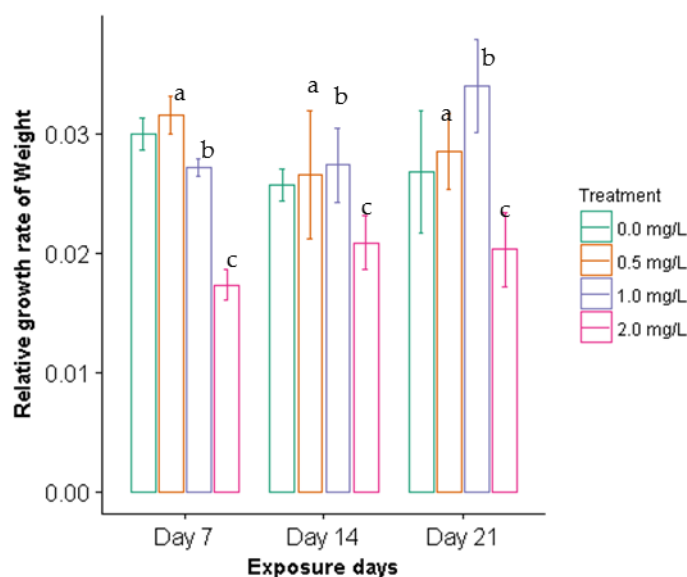 Relative growth rate of Weight
0.03
0.02
0.01
0.00
a
b
c
a
b
c
a
b
c
Day 7
Day 14
Day 21
Exposure days
Treatment
0.0 mg/L
0.5 mg/L
1.0 mg/L
2.0 mg/L